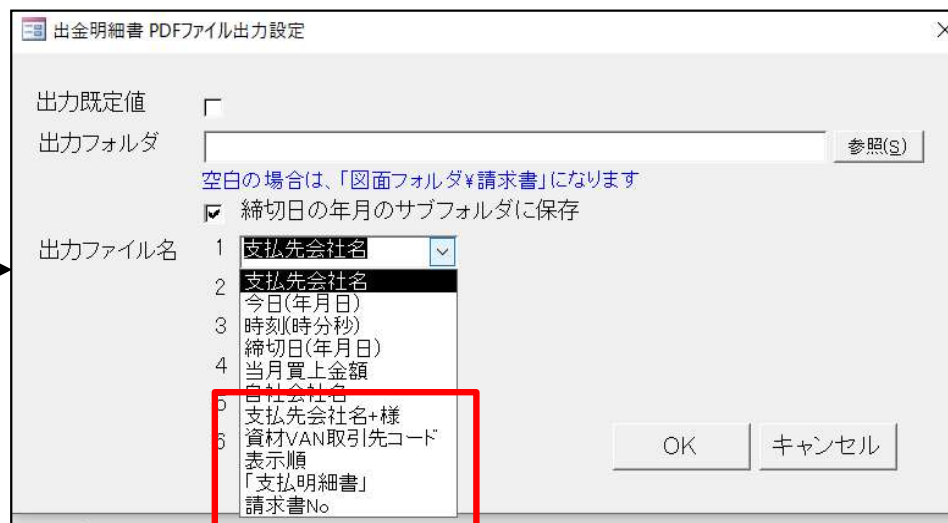 出金明細書 PDFファイル出力設定
出力既定値
出力フォルダ
参照(S)
空白の場合は、「図面フォルダ¥請求書」になります
締切日の年月のサブフォルダに保存
出力ファイル名
1 支払先会社名
2
3
4
5
6
支払先会社名
今日(年月日)
時刻(時分秒)
締切日(年月日)
当月買上金額
自社会社名
支払先会社名+様
資材VAN取引先コード
表示順
「支払明細書」
請求書No
OK
キャンセル